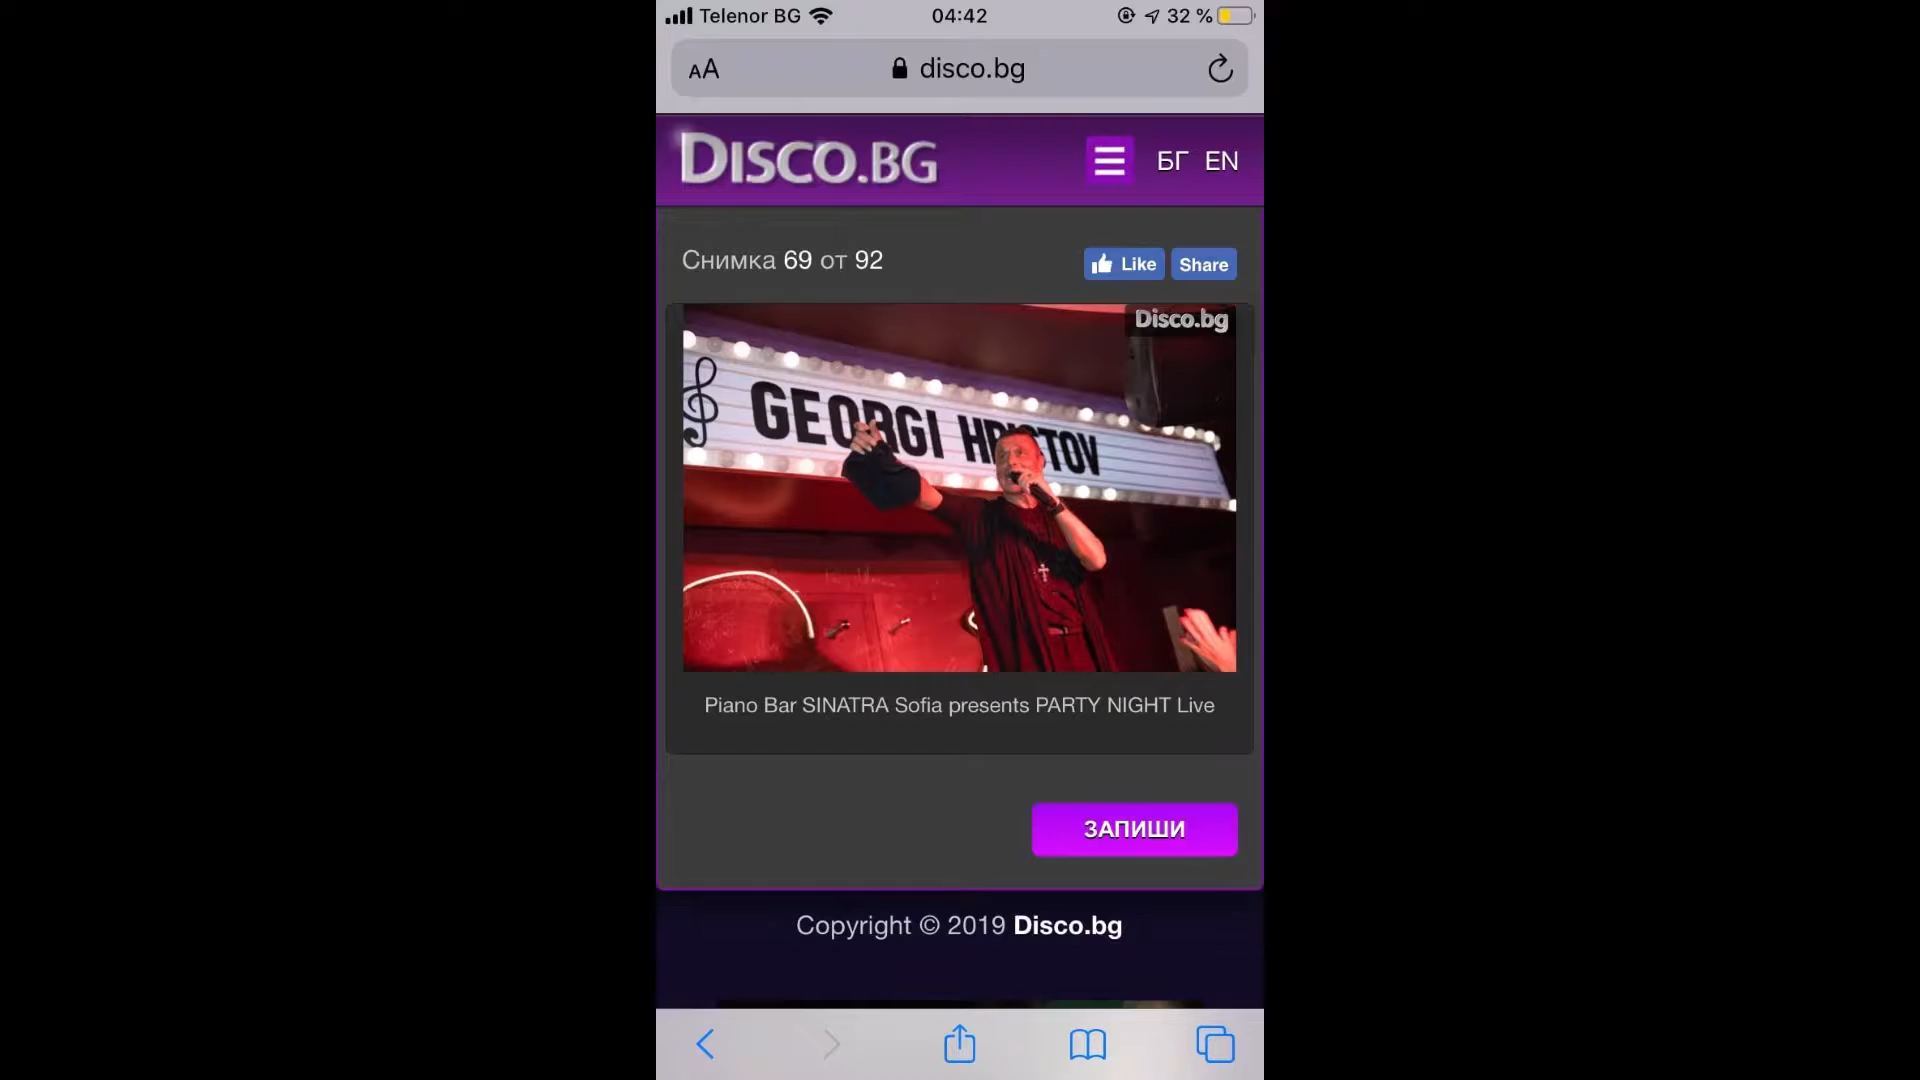 Telenor BG
04:42
32 %
AA
disco.bg
DISCO.BG
БГ EN
Снимка 69 от 92
Like
Share
Disco.bg
GEORGI HRISTOV
Piano Bar SINATRA Sofia presents PARTY NIGHT Live
ЗАПИШИ
Copyright © 2019 Disco.bg